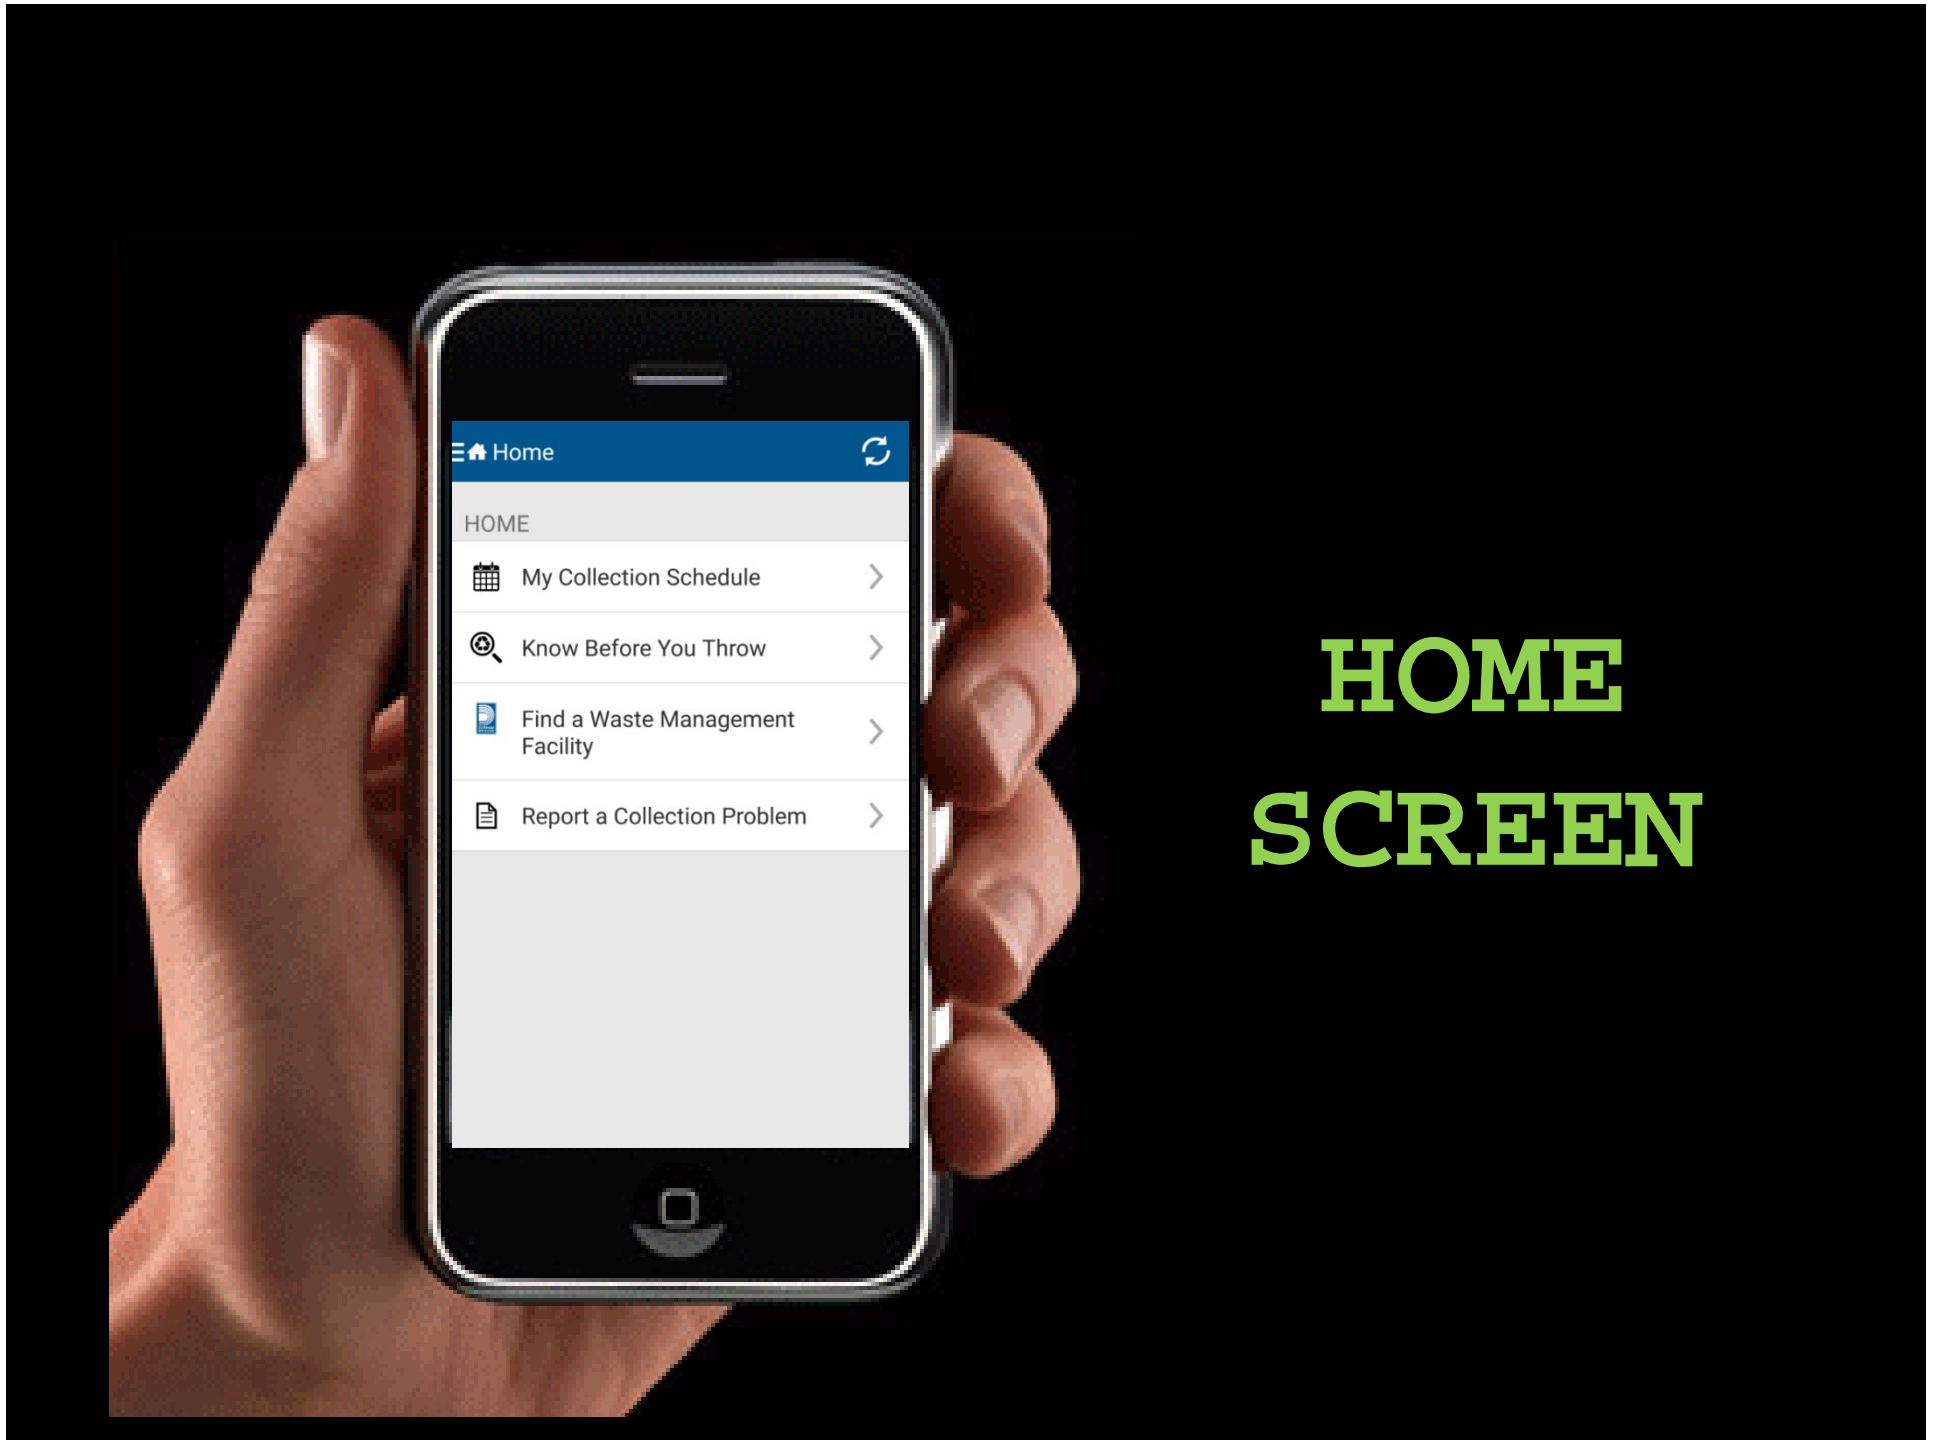 Home
HOME
My Collection Schedule
Know Before You Throw
Find a Waste Management
Facility
Report a Collection Problem
HOME
SCREEN